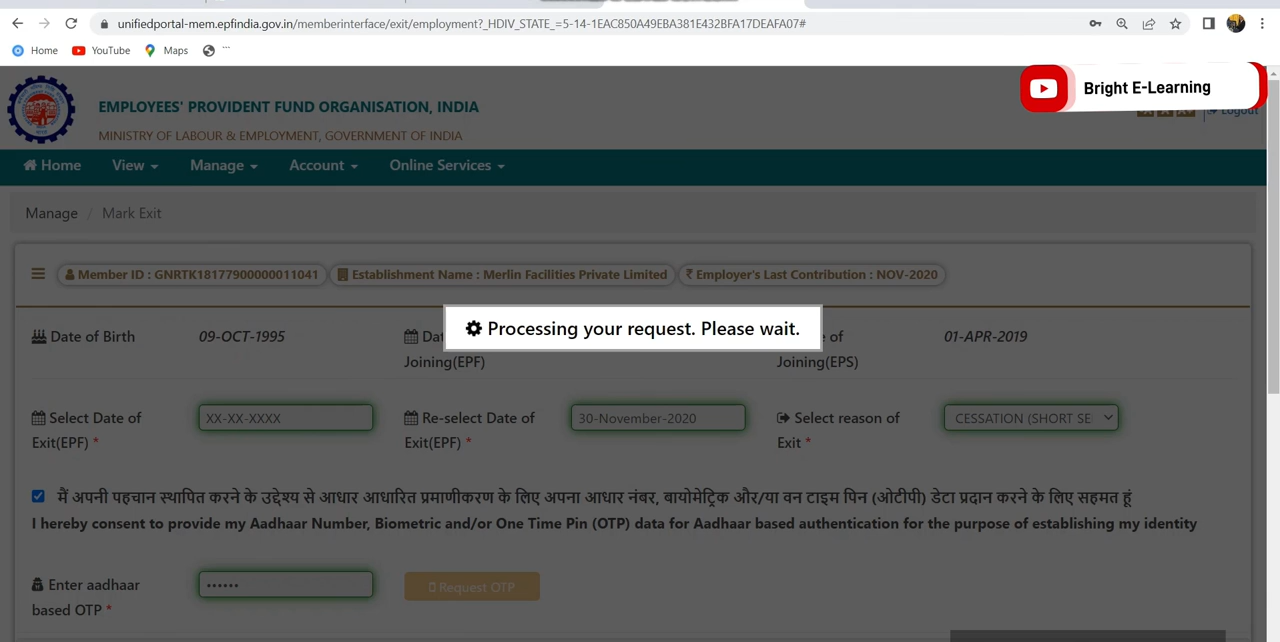 unifiedportal-mem.epfindia.gov.in/memberinterface/exit/employment?_HDIV_STATE_=5-14-1EAC850A49EBA381E432BFA17DEAFA07#
Home YouTube Maps ...
Bright E-Learning
EMPLOYEES' PROVIDENT FUND ORGANISATION, INDIA
Logout
MINISTRY OF LABOUR & EMPLOYMENT, GOVERNMENT OF INDIA
Home View Manage Account Online Services
Manage / Mark Exit
Member ID : GNRTK18177900000011041 Establishment Name : Merlin Facilities Private Limited ₹ Employer's Last Contribution : NOV-2020
Processing your request. Please wait.
Date of Birth 09-OCT-1995 of 01-APR-2019
Joining(EPF) Joining(EPS)
Select Date of XX-XX-XXXX Re-select Date of 30-November-2020 Select reason of CESSATION (SHORT SE
Exit(EPF) * Exit(EPF) * Exit *
मैं अपनी पहचान स्थापित करने के उद्देश्य से आधार आधारित प्रमाणीकरण के लिए अपना आधार नंबर, बायोमेट्रिक और/या वन टाइम पिन (ओटीपी) डेटा प्रदान करने के लिए सहमत हूं
I hereby consent to provide my Aadhaar Number, Biometric and/or One Time Pin (OTP) data for Aadhaar based authentication for the purpose of establishing my identity
Enter aadhaar •••••• Request OTP
based OTP *